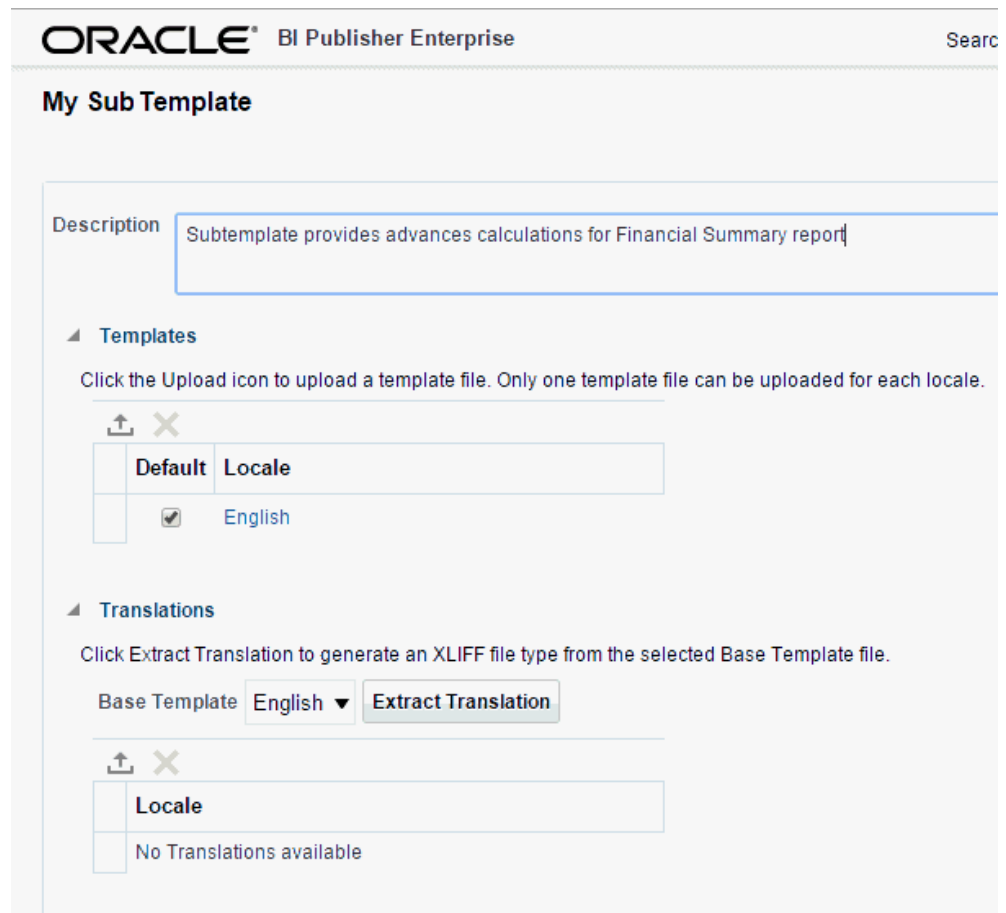 ORACLE® BI Publisher Enterprise
Searc
My Sub Template
Description
Subtemplate provides advances calculations for Financial Summary report
Templates
Click the Upload icon to upload a template file. Only one template file can be uploaded for each locale.
Default Locale
English
Translations
Click Extract Translation to generate an XLIFF file type from the selected Base Template file.
Base Template English Extract Translation
Locale
No Translations available